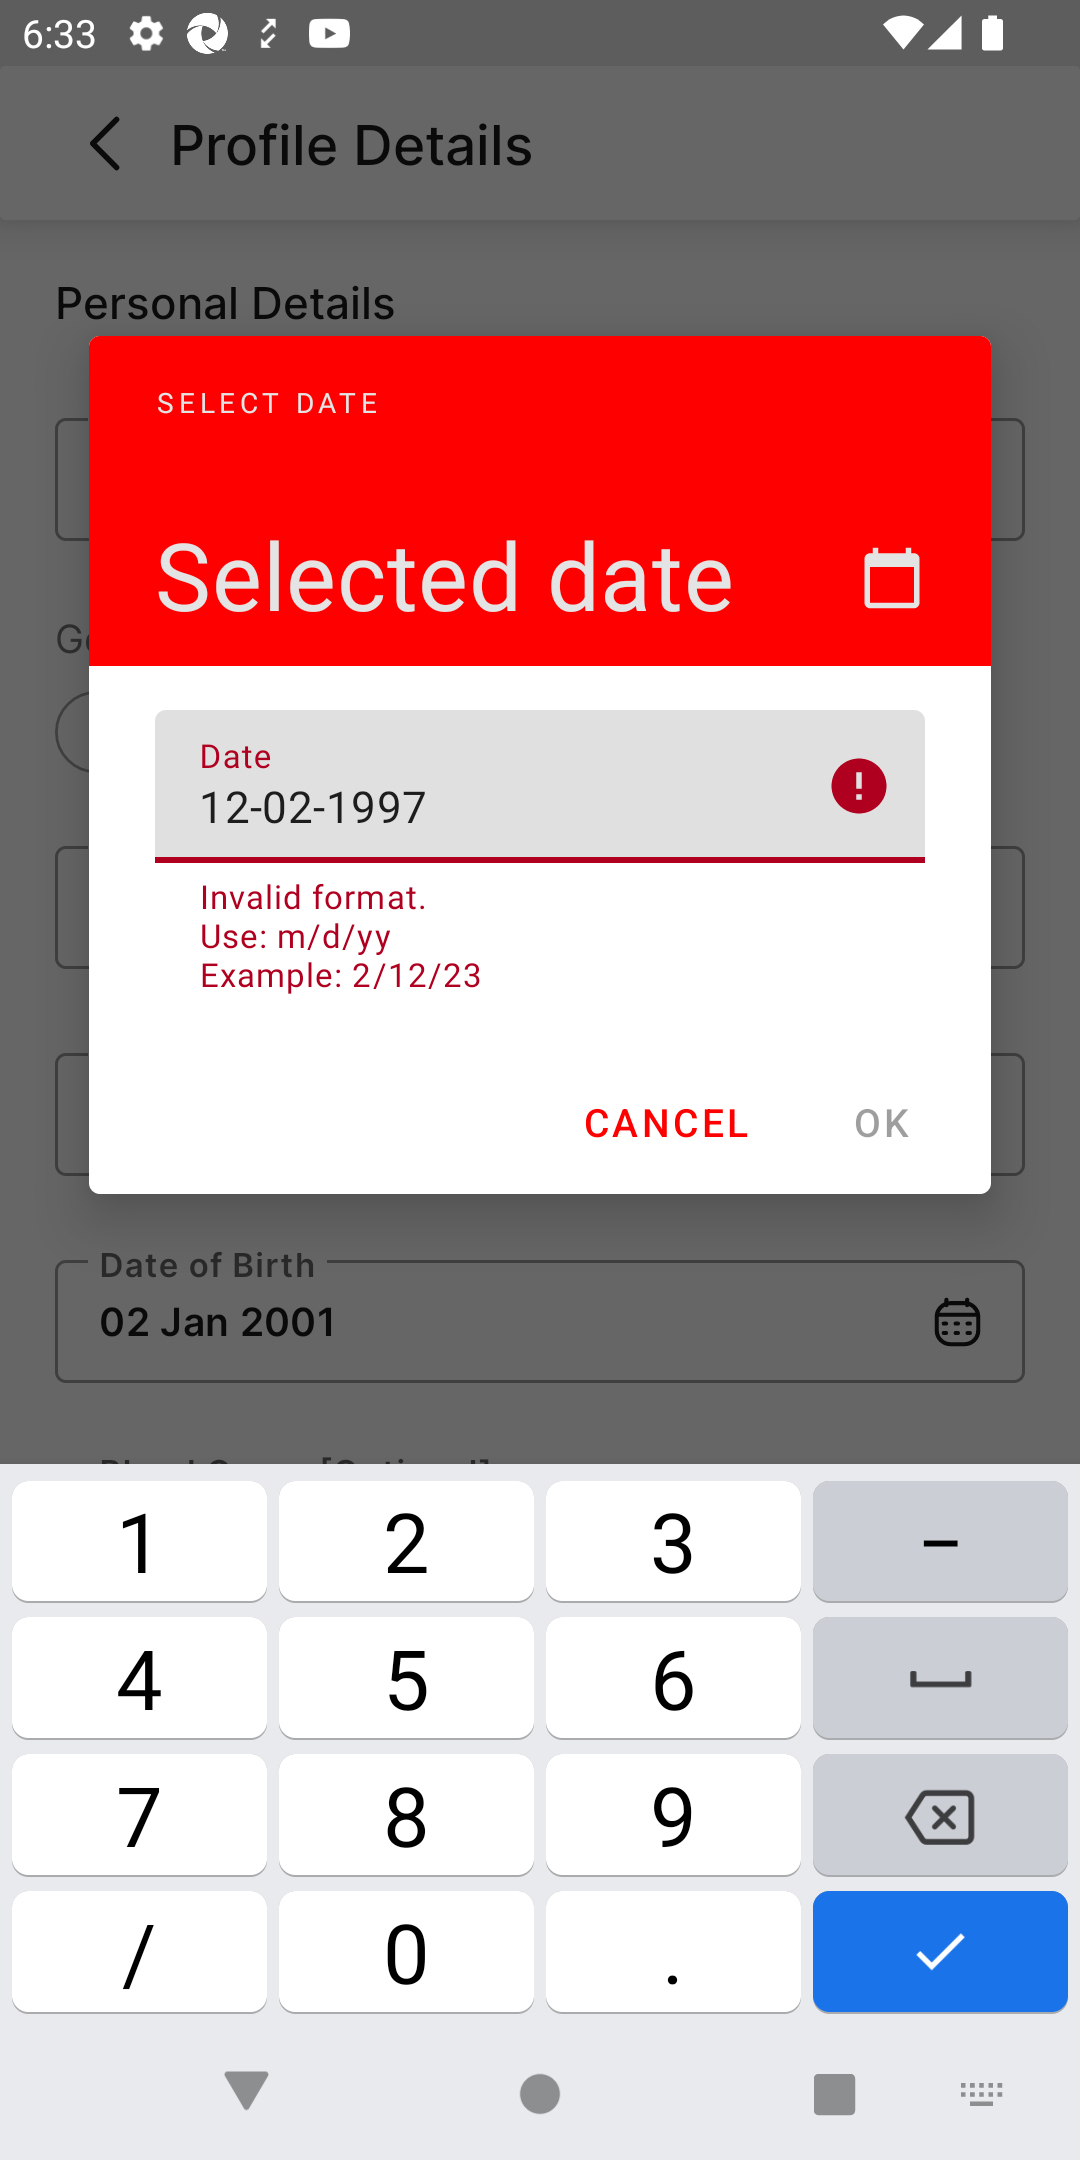 6:33
Profile Details
Personal Details
SELECT DATE
Selected date
Date
12-02-1997
Invalid format.
Use: m/d/yy
Example: 2/12/23
CANCEL OK
Date of Birth
02 Jan 2001
1 2 3 –
4 5 6
7 8 9
/ 0 .